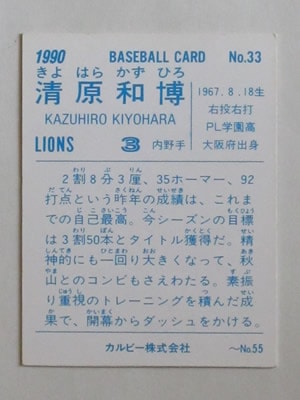 1990 BASEBALL CARD No.33
きよ はら かず ひろ
清原和博
KAZUHIRO KIYOHARA
1967.8.18生
右投右打
PL学園高
大阪府出身
LIONS 3 内野手
2割8分3厘、35ホーマー、92
打点という昨年の成績は、これま
での自己最高。今シーズンの目標
は3割50本とタイトル獲得だ。精
神的にも一回り大きくなって、秋
山とのコンビもさえわたる。素振
り重視のトレーニングを積んだ成
果で、開幕からダッシュをかける。
カルビー株式会社 〜No.55